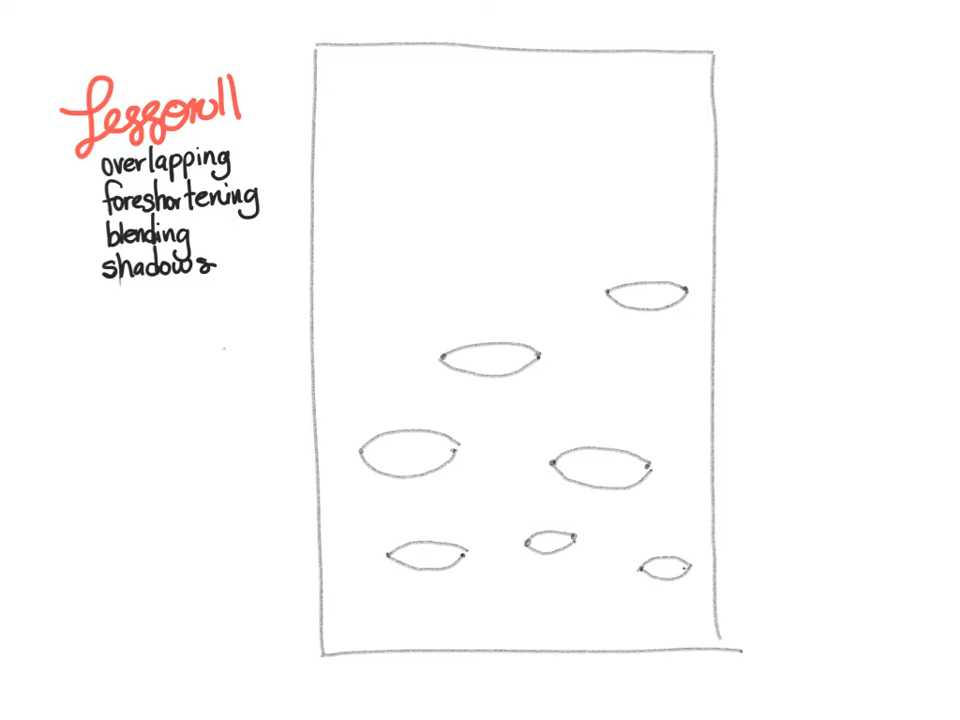 Lesson 11
overlapping
foreshortening
blending
shadows